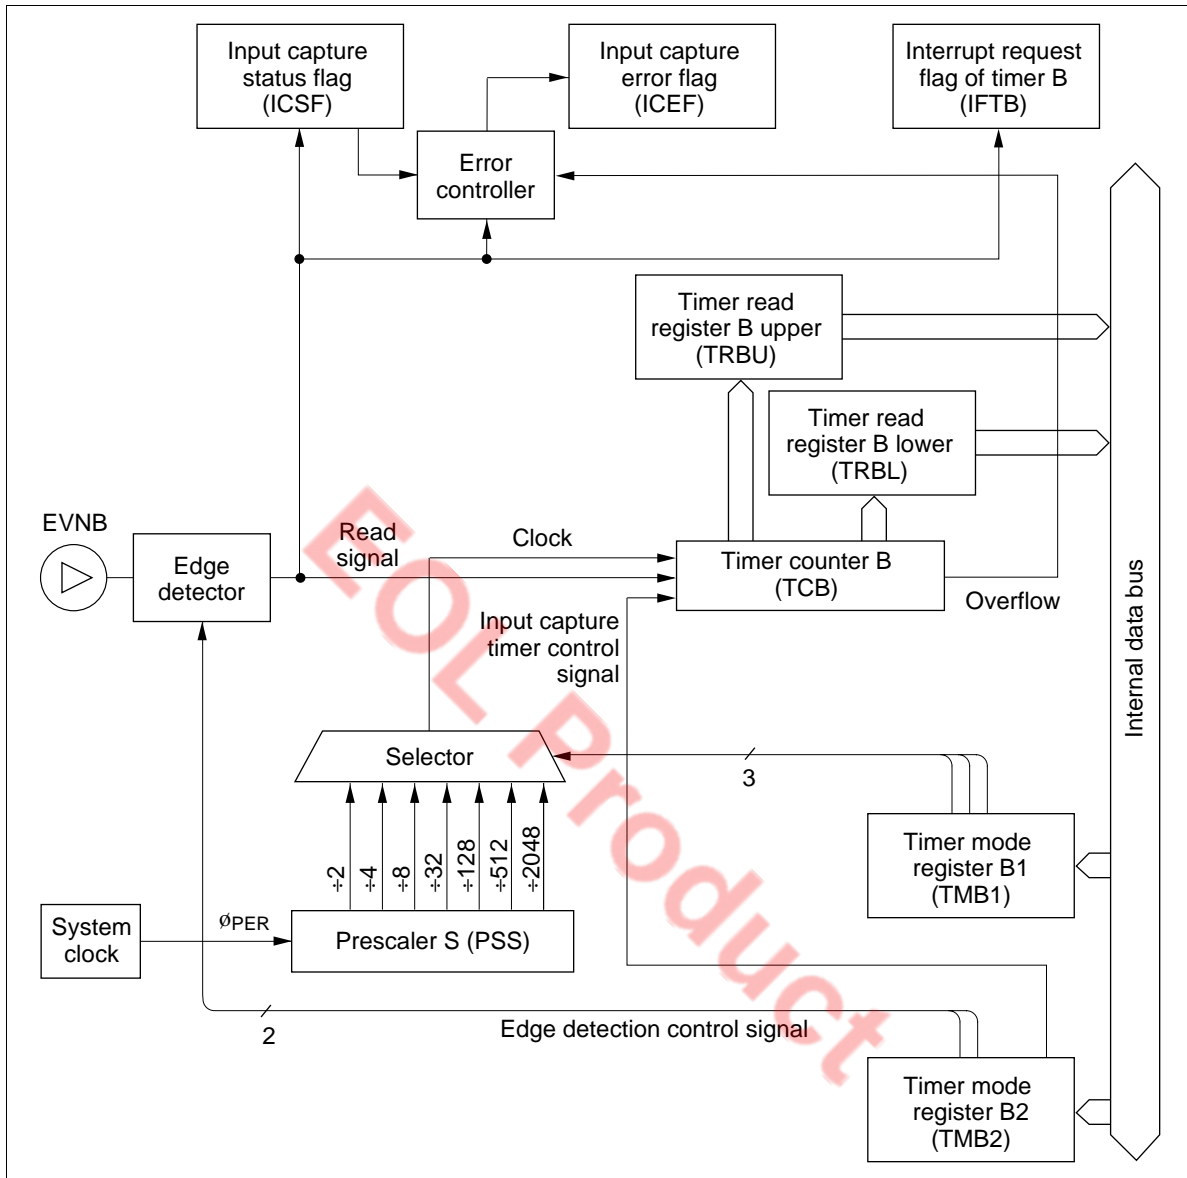 Input capture
status flag
(ICSF)
Input capture
error flag
(ICEF)
Interrupt request
flag of timer B
(IFTB)
Error
controller
Timer read
register B upper
(TRBU)
Timer read
register B lower
(TRBL)
EVNB
Edge
detector
Read
signal
Clock
Timer counter B
(TCB)
Overflow
Input capture
timer control
signal
Internal data bus
Selector
3
÷2
÷4
÷8
÷32
÷128
÷512
÷2048
Timer mode
register B1
(TMB1)
System
clock
øPER
Prescaler S (PSS)
2
Edge detection control signal
Timer mode
register B2
(TMB2)
EOL Product